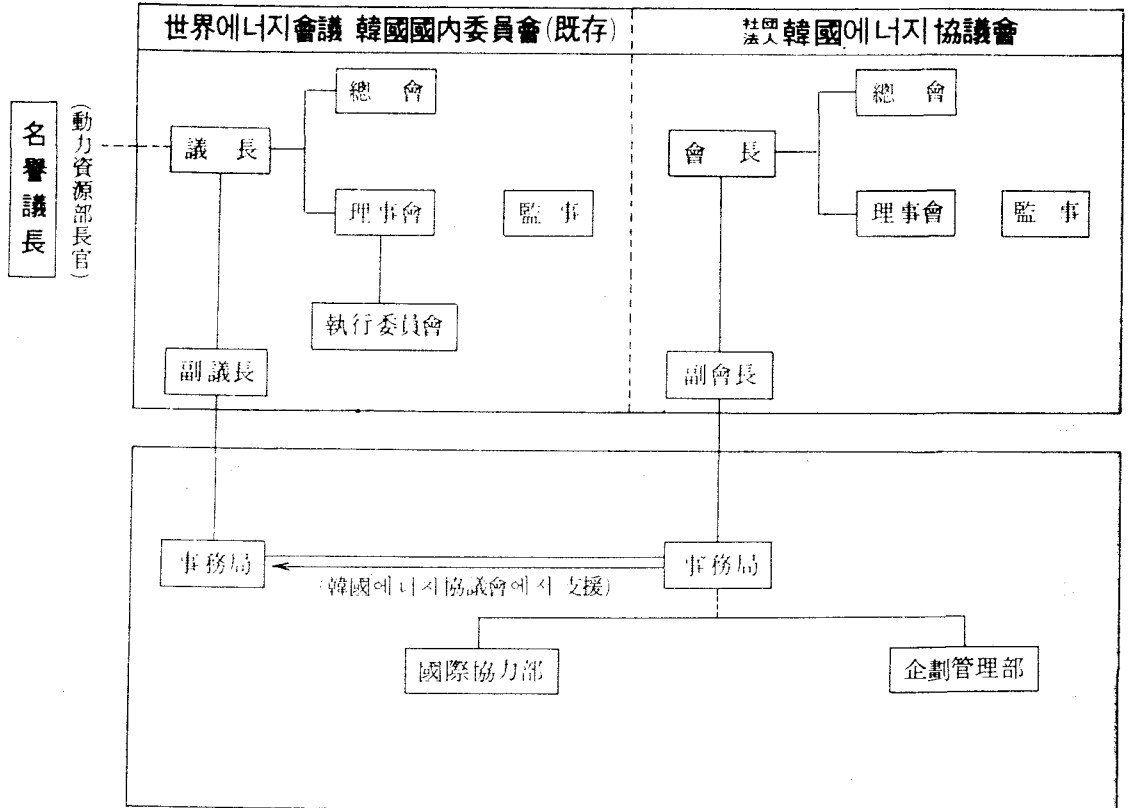 世界에너지會議 韓國國內委員會(既存)
社團法人 韓國에너지協議會
名譽議長
(動力資源部長官)
議長
總會
理事會
監事
執行委員會
副議長
會長
總會
理事會
監事
副會長
事務局
事務局
(韓國에너지協議會에서 支援)
國際協力部
企劃管理部